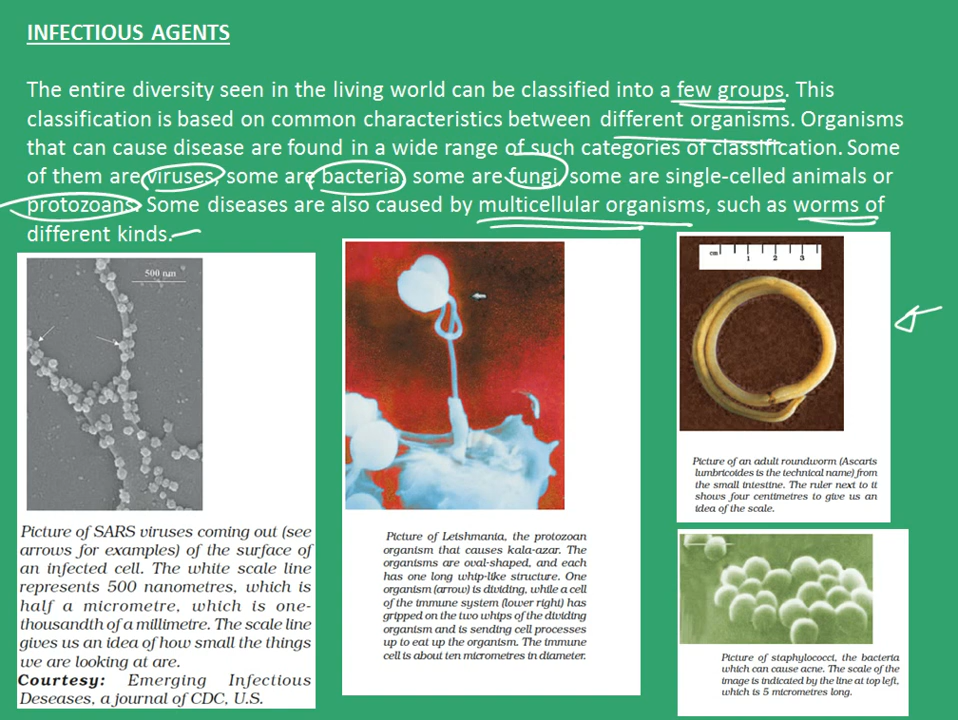 INFECTIOUS AGENTS
The entire diversity seen in the living world can be classified into a few groups. This
classification is based on common characteristics between different organisms. Organisms
that can cause disease are found in a wide range of such categories of classification. Some
of them are viruses, some are bacteria, some are fungi, some are single-celled animals or
protozoans. Some diseases are also caused by multicellular organisms, such as worms of
different kinds.
500 nm
Picture of SARS viruses coming out (see
arrows for examples) of the surface of
an infected cell. The white scale line
represents 500 nanometres, which is
half a micrometre, which is one-
thousandth of a millimetre. The scale line
gives us an idea of how small the things
we are looking at are.
Courtesy: Emerging Infectious
Deseases, a journal of CDC, U.S.
Picture of Leishmania, the protozoan
organism that causes kala-azar. The
organisms are oval-shaped, and each
has one long whip-like structure. One
organism (arrow) is dividing, while a cell
of the immune system (lower right) has
gripped on the two whips of the dividing
organism and is sending cell processes
up to eat up the organism. The immune
cell is about ten micrometres in diameter.
cm 1 2 3
Picture of an adult roundworm (Ascaris
lumbricoides is the technical name) from
the small intestine. The ruler next to it
shows four centimetres to give us an
idea of the scale.
Picture of staphylococci, the bacteria
which can cause acne. The scale of the
image is indicated by the line at top left,
which is 5 micrometres long.